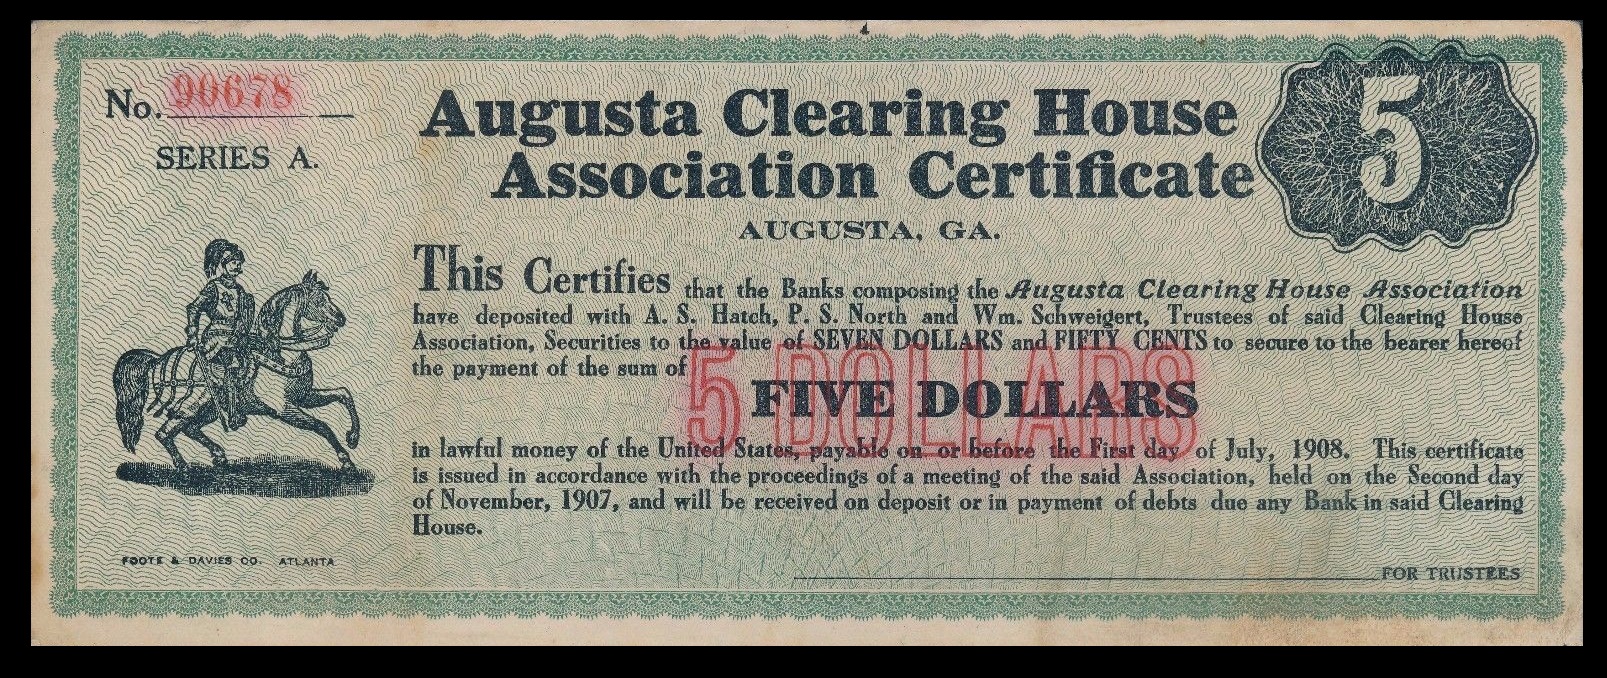 No. 90678
SERIES A.
Augusta Clearing House
Association Certificate
5
AUGUSTA, GA.
This Certifies that the Banks composing the Augusta Clearing House Association
have deposited with A. S. Hatch, P. S. North and Wm. Schweigert, Trustees of said Clearing House
Association, Securities to the value of SEVEN DOLLARS and FIFTY CENTS to secure to the bearer hereof
the payment of the sum of
5 DOLLARS
FIVE DOLLARS
in lawful money of the United States, payable on or before the First day of July, 1908. This certificate
is issued in accordance with the proceedings of a meeting of the said Association, held on the Second day
of November, 1907, and will be received on deposit or in payment of debts due any Bank in said Clearing
House.
FOOTE & DAVIES CO. ATLANTA
FOR TRUSTEES